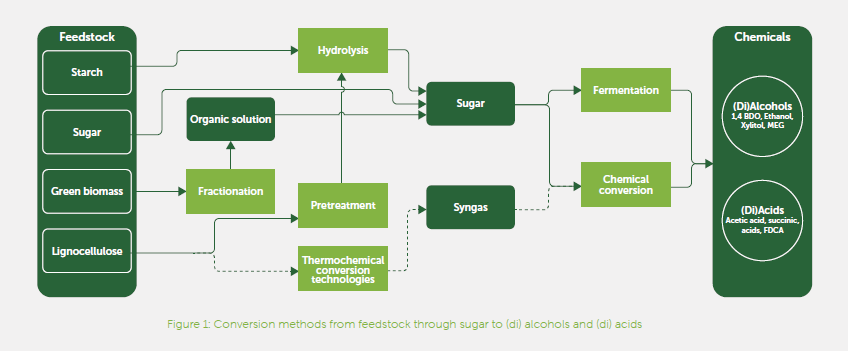 Feedstock
Starch
Sugar
Green biomass
Lignocellulose
Organic solution
Fractionation
Hydrolysis
Pretreatment
Thermochemical
conversion
technologies
Sugar
Syngas
Fermentation
Chemical
conversion
Chemicals
(Di)Alcohols
1,4 BDO, Ethanol,
Xylitol, MEG
(Di)Acids
Acetic acid, succinic,
acids, FDCA
Figure 1: Conversion methods from feedstock through sugar to (di) alcohols and (di) acids